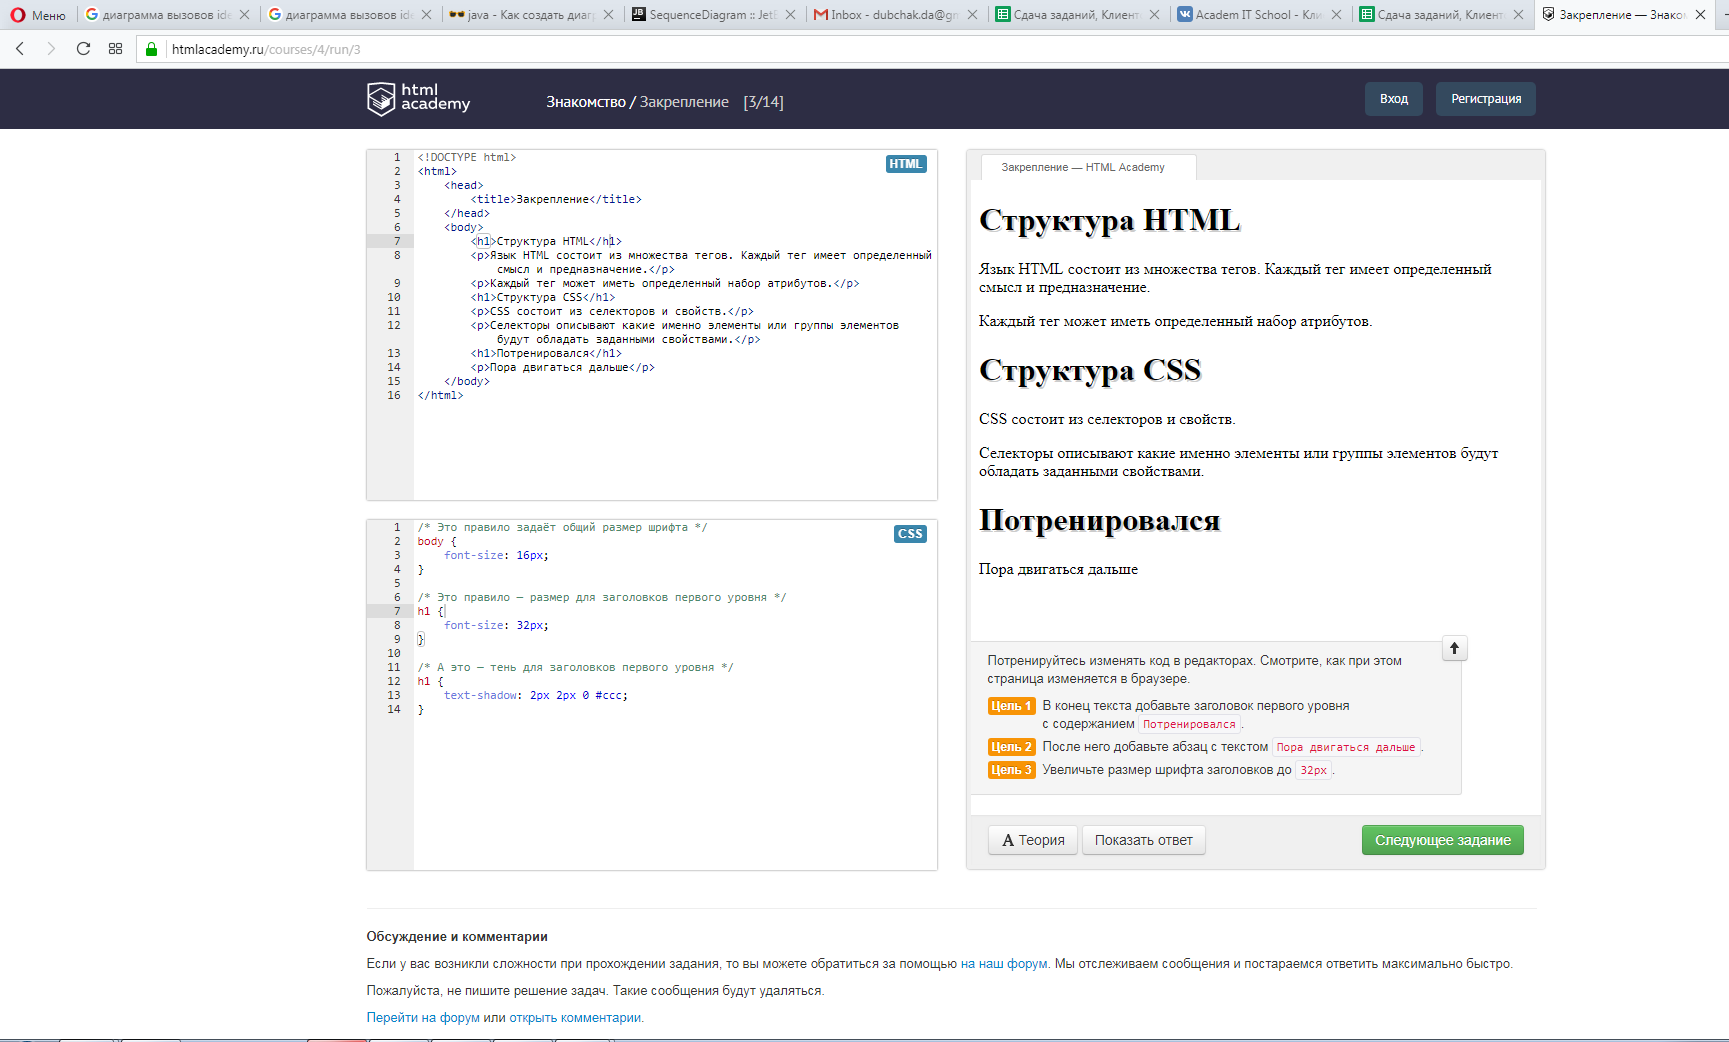 Меню
диаграмма вызовов ide
диаграмма вызовов ide
java - Как создать диагр
SequenceDiagram :: JetB
Inbox - dubchak.da@gm
Сдача заданий, Клиент
Academ IT School - Кли
Сдача заданий, Клиент
Закрепление — Знако
htmlacademy.ru/courses/4/run/3
html
academy
Знакомство / Закрепление [3/14]
Вход
Регистрация
HTML
1 <!DOCTYPE html>
2 <html>
3 <head>
4 <title>Закрепление</title>
5 </head>
6 <body>
7 <h1>Структура HTML</h1>
8 <p>Язык HTML состоит из множества тегов. Каждый тег имеет определенный
смысл и предназначение.</p>
9 <p>Каждый тег может иметь определенный набор атрибутов.</p>
10 <h1>Структура CSS</h1>
11 <p>CSS состоит из селекторов и свойств.</p>
12 <p>Селекторы описывают какие именно элементы или группы элементов
будут обладать заданными свойствами.</p>
13 <h1>Потренировался</h1>
14 <p>Пора двигаться дальше</p>
15 </body>
16 </html>
CSS
1 /* Это правило задаёт общий размер шрифта */
2 body {
3 font-size: 16px;
4 }
5
6 /* Это правило — размер для заголовков первого уровня */
7 h1 {
8 font-size: 32px;
9 }
10
11 /* А это — тень для заголовков первого уровня */
12 h1 {
13 text-shadow: 2px 2px 0 #ccc;
14 }
Закрепление — HTML Academy
Структура HTML
Язык HTML состоит из множества тегов. Каждый тег имеет определенный
смысл и предназначение.
Каждый тег может иметь определенный набор атрибутов.
Структура CSS
CSS состоит из селекторов и свойств.
Селекторы описывают какие именно элементы или группы элементов будут
обладать заданными свойствами.
Потренировался
Пора двигаться дальше
Потренируйтесь изменять код в редакторах. Смотрите, как при этом
страница изменяется в браузере.
Цель 1 В конец текста добавьте заголовок первого уровня
с содержанием Потренировался.
Цель 2 После него добавьте абзац с текстом Пора двигаться дальше.
Цель 3 Увеличьте размер шрифта заголовков до 32px.
A Теория
Показать ответ
Следующее задание
Обсуждение и комментарии
Если у вас возникли сложности при прохождении задания, то вы можете обратиться за помощью на наш форум. Мы отслеживаем сообщения и постараемся ответить максимально быстро.
Пожалуйста, не пишите решение задач. Такие сообщения будут удаляться.
Перейти на форум или открыть комментарии.